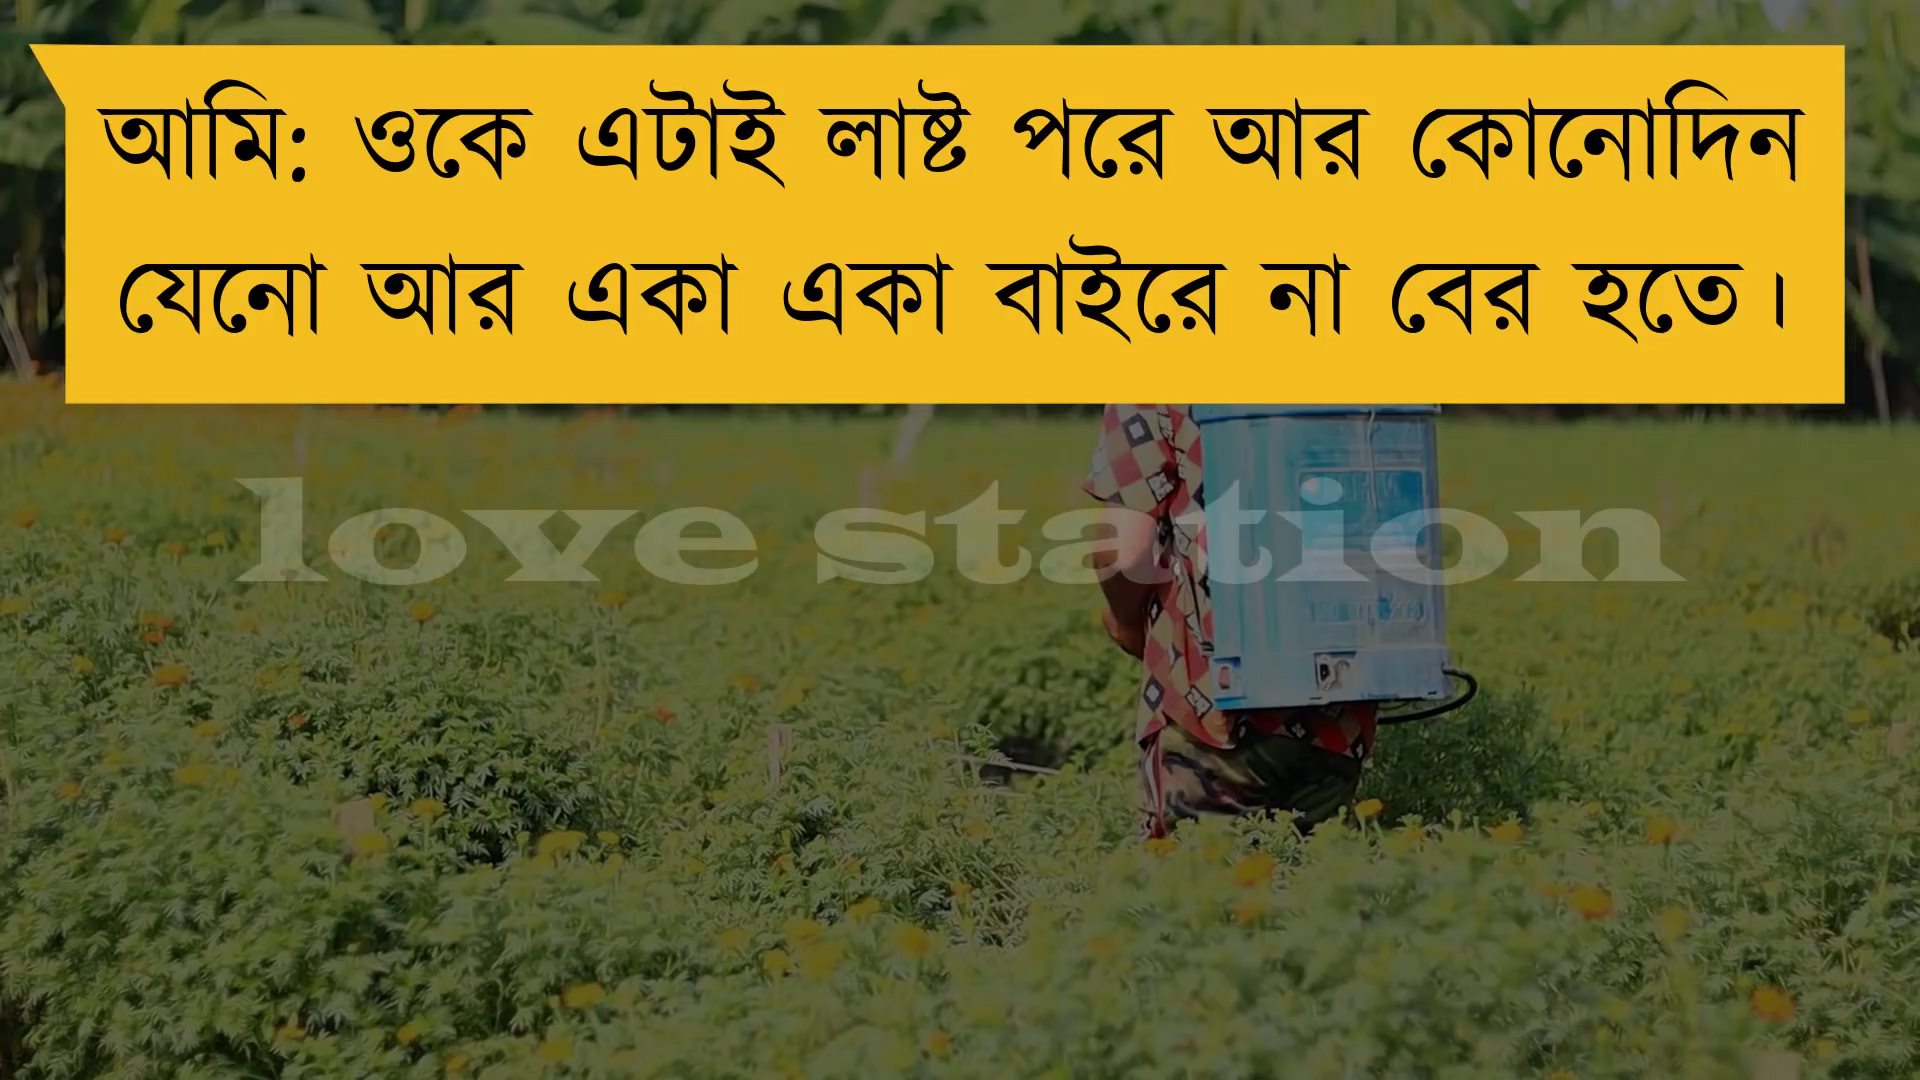 আমি: ওকে এটাই লাষ্ট পরে আর কোনোদিন
যেনো আর একা একা বাইরে না বের হতে।
love station